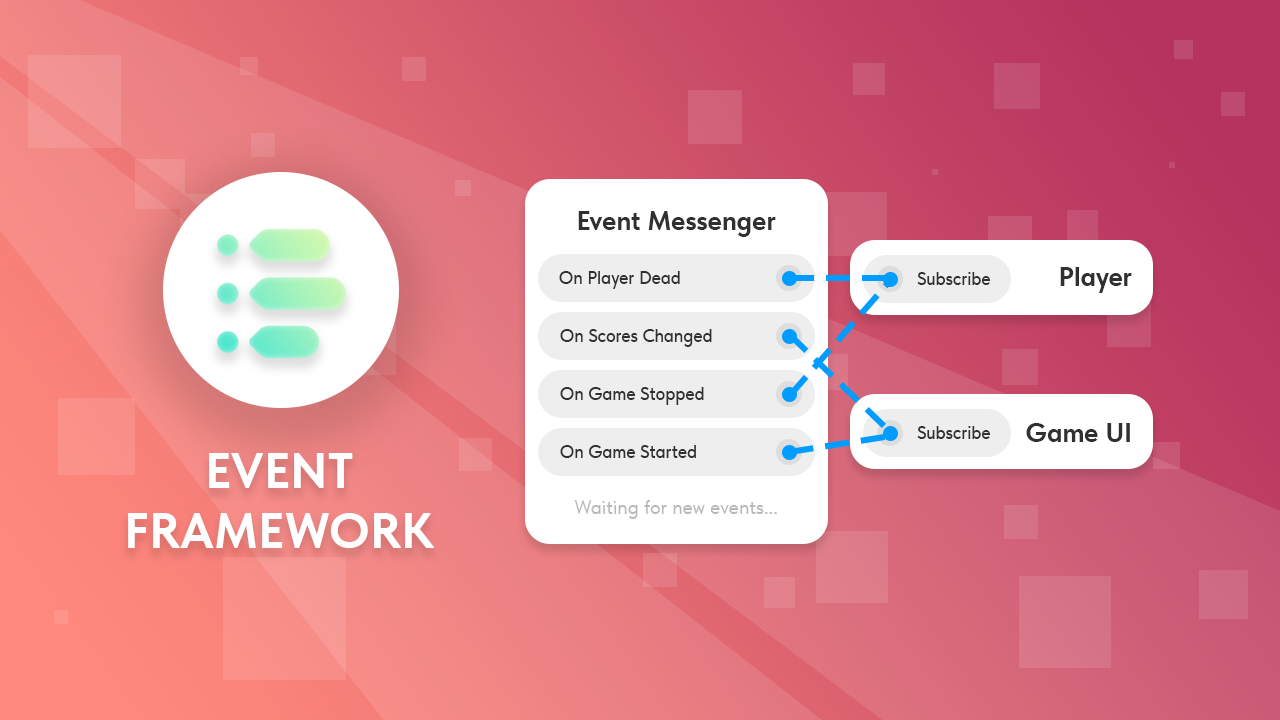 EVENT
FRAMEWORK
Event Messenger
On Player Dead
On Scores Changed
On Game Stopped
On Game Started
Waiting for new events...
Subscribe
Player
Subscribe
Game UI